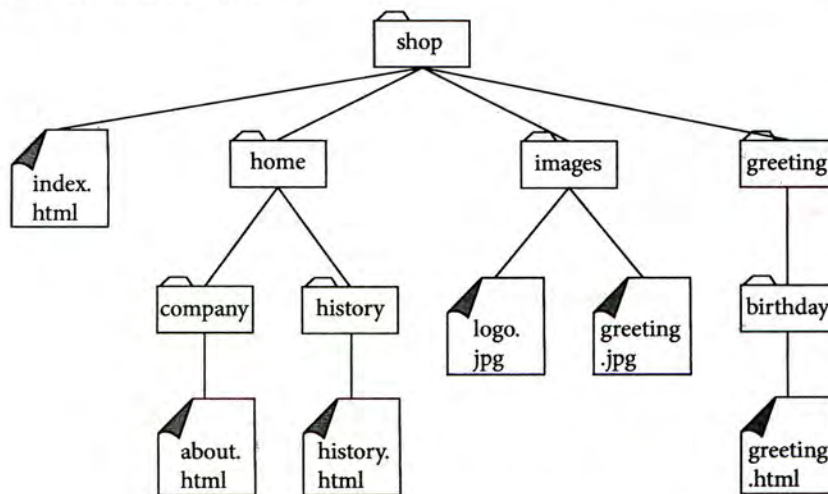 shop
index.
html
home
images
greeting
company
history
logo.
jpg
greeting
.jpg
birthday
about.
html
history.
html
greeting
.html